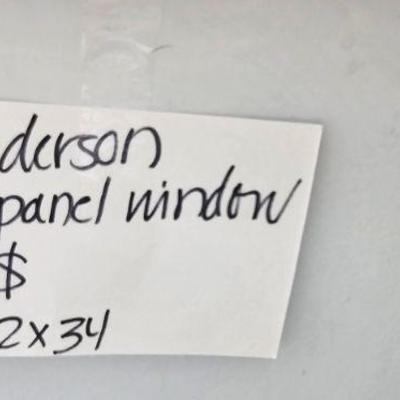 derson
panel window
$
2x34